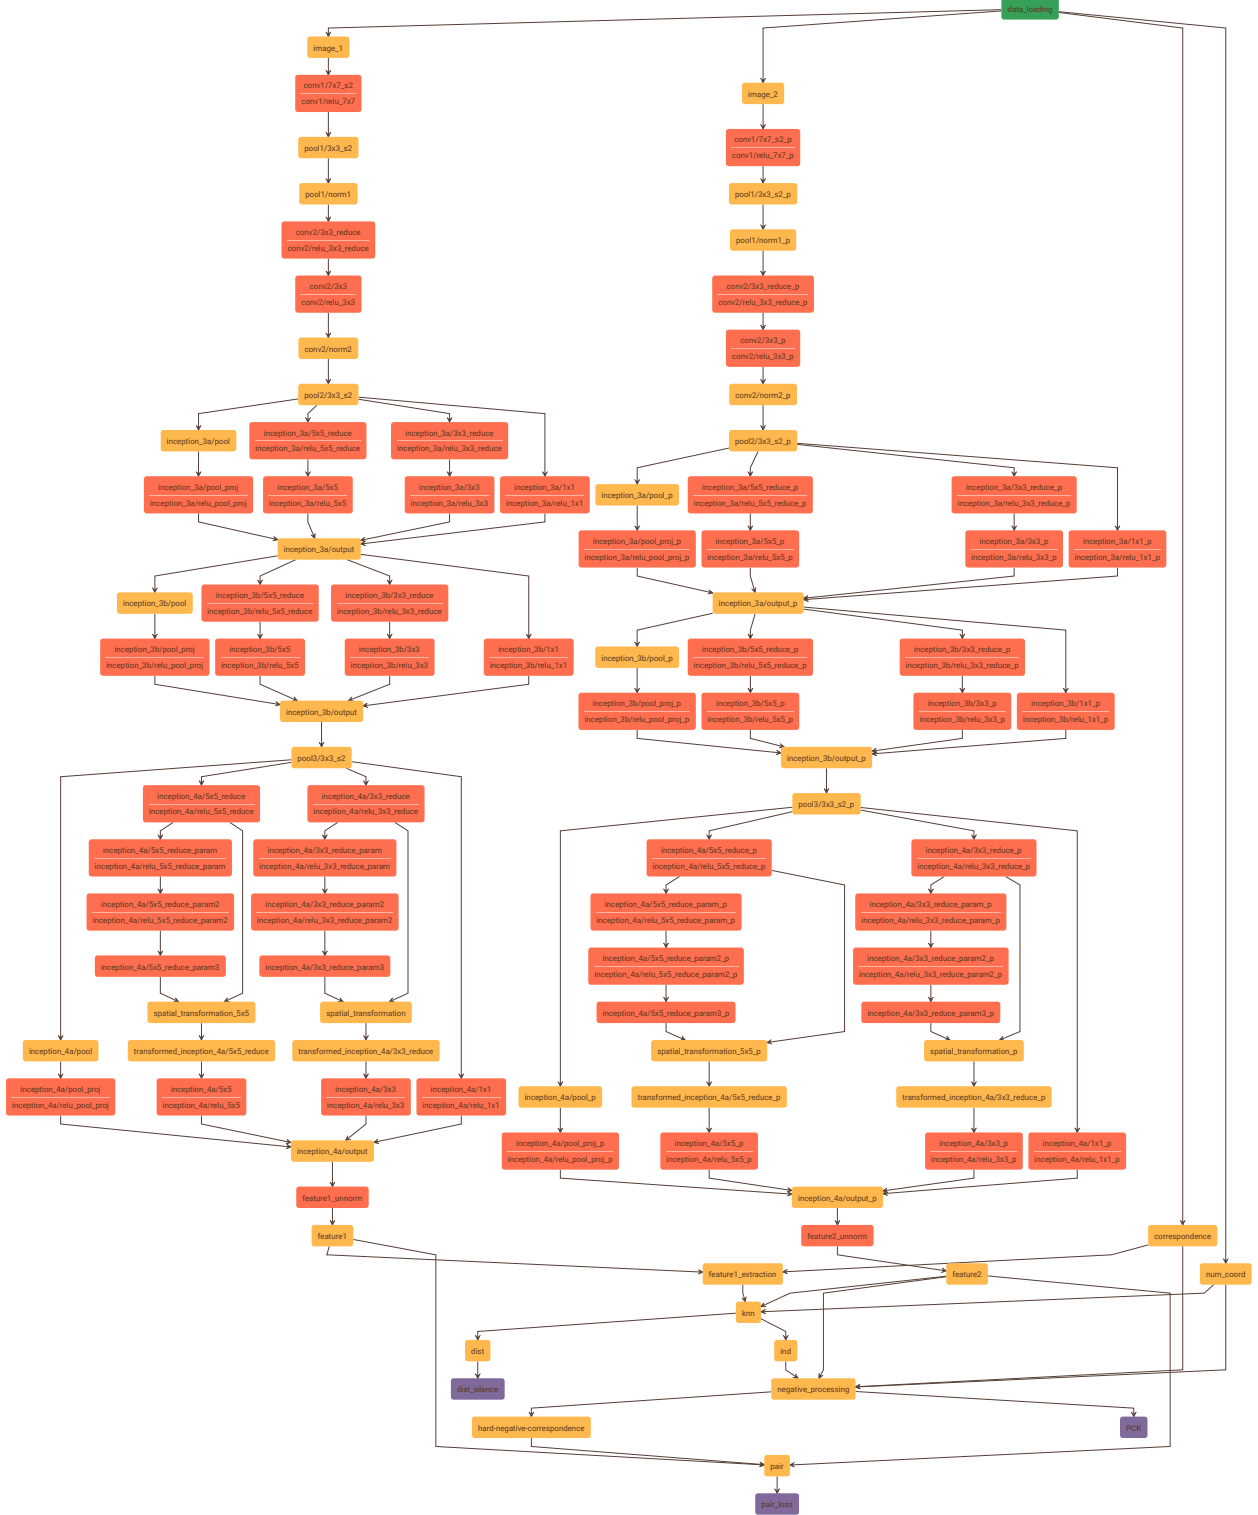 data_loading
image_1
conv1/7x7_s2
conv1/relu_7x7
image_2
pool1/3x3_s2
conv1/7x7_s2_p
conv1/relu_7x7_p
pool1/norm1
pool1/3x3_s2_p
conv2/3x3_reduce
conv2/relu_3x3_reduce
pool1/norm1_p
conv2/3x3
conv2/relu_3x3
conv2/3x3_reduce_p
conv2/relu_3x3_reduce_p
conv2/norm2
conv2/3x3_p
conv2/relu_3x3_p
pool2/3x3_s2
conv2/norm2_p
inception_3a/pool
inception_3a/5x5_reduce
inception_3a/relu_5x5_reduce
inception_3a/3x3_reduce
inception_3a/relu_3x3_reduce
pool2/3x3_s2_p
inception_3a/pool_proj
inception_3a/relu_pool_proj
inception_3a/5x5
inception_3a/relu_5x5
inception_3a/3x3
inception_3a/relu_3x3
inception_3a/1x1
inception_3a/relu_1x1
inception_3a/pool_p
inception_3a/5x5_reduce_p
inception_3a/relu_5x5_reduce_p
inception_3a/3x3_reduce_p
inception_3a/relu_3x3_reduce_p
inception_3a/output
inception_3a/pool_proj_p
inception_3a/relu_pool_proj_p
inception_3a/5x5_p
inception_3a/relu_5x5_p
inception_3a/3x3_p
inception_3a/relu_3x3_p
inception_3a/1x1_p
inception_3a/relu_1x1_p
inception_3b/pool
inception_3b/5x5_reduce
inception_3b/relu_5x5_reduce
inception_3b/3x3_reduce
inception_3b/relu_3x3_reduce
inception_3a/output_p
inception_3b/pool_proj
inception_3b/relu_pool_proj
inception_3b/5x5
inception_3b/relu_5x5
inception_3b/3x3
inception_3b/relu_3x3
inception_3b/1x1
inception_3b/relu_1x1
inception_3b/pool_p
inception_3b/5x5_reduce_p
inception_3b/relu_5x5_reduce_p
inception_3b/3x3_reduce_p
inception_3b/relu_3x3_reduce_p
inception_3b/output
inception_3b/pool_proj_p
inception_3b/relu_pool_proj_p
inception_3b/5x5_p
inception_3b/relu_5x5_p
inception_3b/3x3_p
inception_3b/relu_3x3_p
inception_3b/1x1_p
inception_3b/relu_1x1_p
pool3/3x3_s2
inception_3b/output_p
inception_4a/5x5_reduce
inception_4a/relu_5x5_reduce
inception_4a/3x3_reduce
inception_4a/relu_3x3_reduce
pool3/3x3_s2_p
inception_4a/5x5_reduce_param
inception_4a/relu_5x5_reduce_param
inception_4a/3x3_reduce_param
inception_4a/relu_3x3_reduce_param
inception_4a/5x5_reduce_p
inception_4a/relu_5x5_reduce_p
inception_4a/3x3_reduce_p
inception_4a/relu_3x3_reduce_p
inception_4a/5x5_reduce_param2
inception_4a/relu_5x5_reduce_param2
inception_4a/3x3_reduce_param2
inception_4a/relu_3x3_reduce_param2
inception_4a/5x5_reduce_param_p
inception_4a/relu_5x5_reduce_param_p
inception_4a/3x3_reduce_param_p
inception_4a/relu_3x3_reduce_param_p
inception_4a/5x5_reduce_param3
inception_4a/3x3_reduce_param3
inception_4a/5x5_reduce_param2_p
inception_4a/relu_5x5_reduce_param2_p
inception_4a/3x3_reduce_param2_p
inception_4a/relu_3x3_reduce_param2_p
spatial_transformation_5x5
spatial_transformation
inception_4a/5x5_reduce_param3_p
inception_4a/3x3_reduce_param3_p
inception_4a/pool
transformed_inception_4a/5x5_reduce
transformed_inception_4a/3x3_reduce
spatial_transformation_5x5_p
spatial_transformation_p
inception_4a/pool_proj
inception_4a/relu_pool_proj
inception_4a/5x5
inception_4a/relu_5x5
inception_4a/3x3
inception_4a/relu_3x3
inception_4a/1x1
inception_4a/relu_1x1
inception_4a/pool_p
transformed_inception_4a/5x5_reduce_p
transformed_inception_4a/3x3_reduce_p
inception_4a/output
inception_4a/pool_proj_p
inception_4a/relu_pool_proj_p
inception_4a/5x5_p
inception_4a/relu_5x5_p
inception_4a/3x3_p
inception_4a/relu_3x3_p
inception_4a/1x1_p
inception_4a/relu_1x1_p
feature1_unnorm
inception_4a/output_p
feature1
feature2_unnorm
correspondence
feature1_extraction
feature2
num_coord
knn
dist
ind
dist_silence
negative_processing
hard-negative-correspondence
PCK
pair
pair_loss